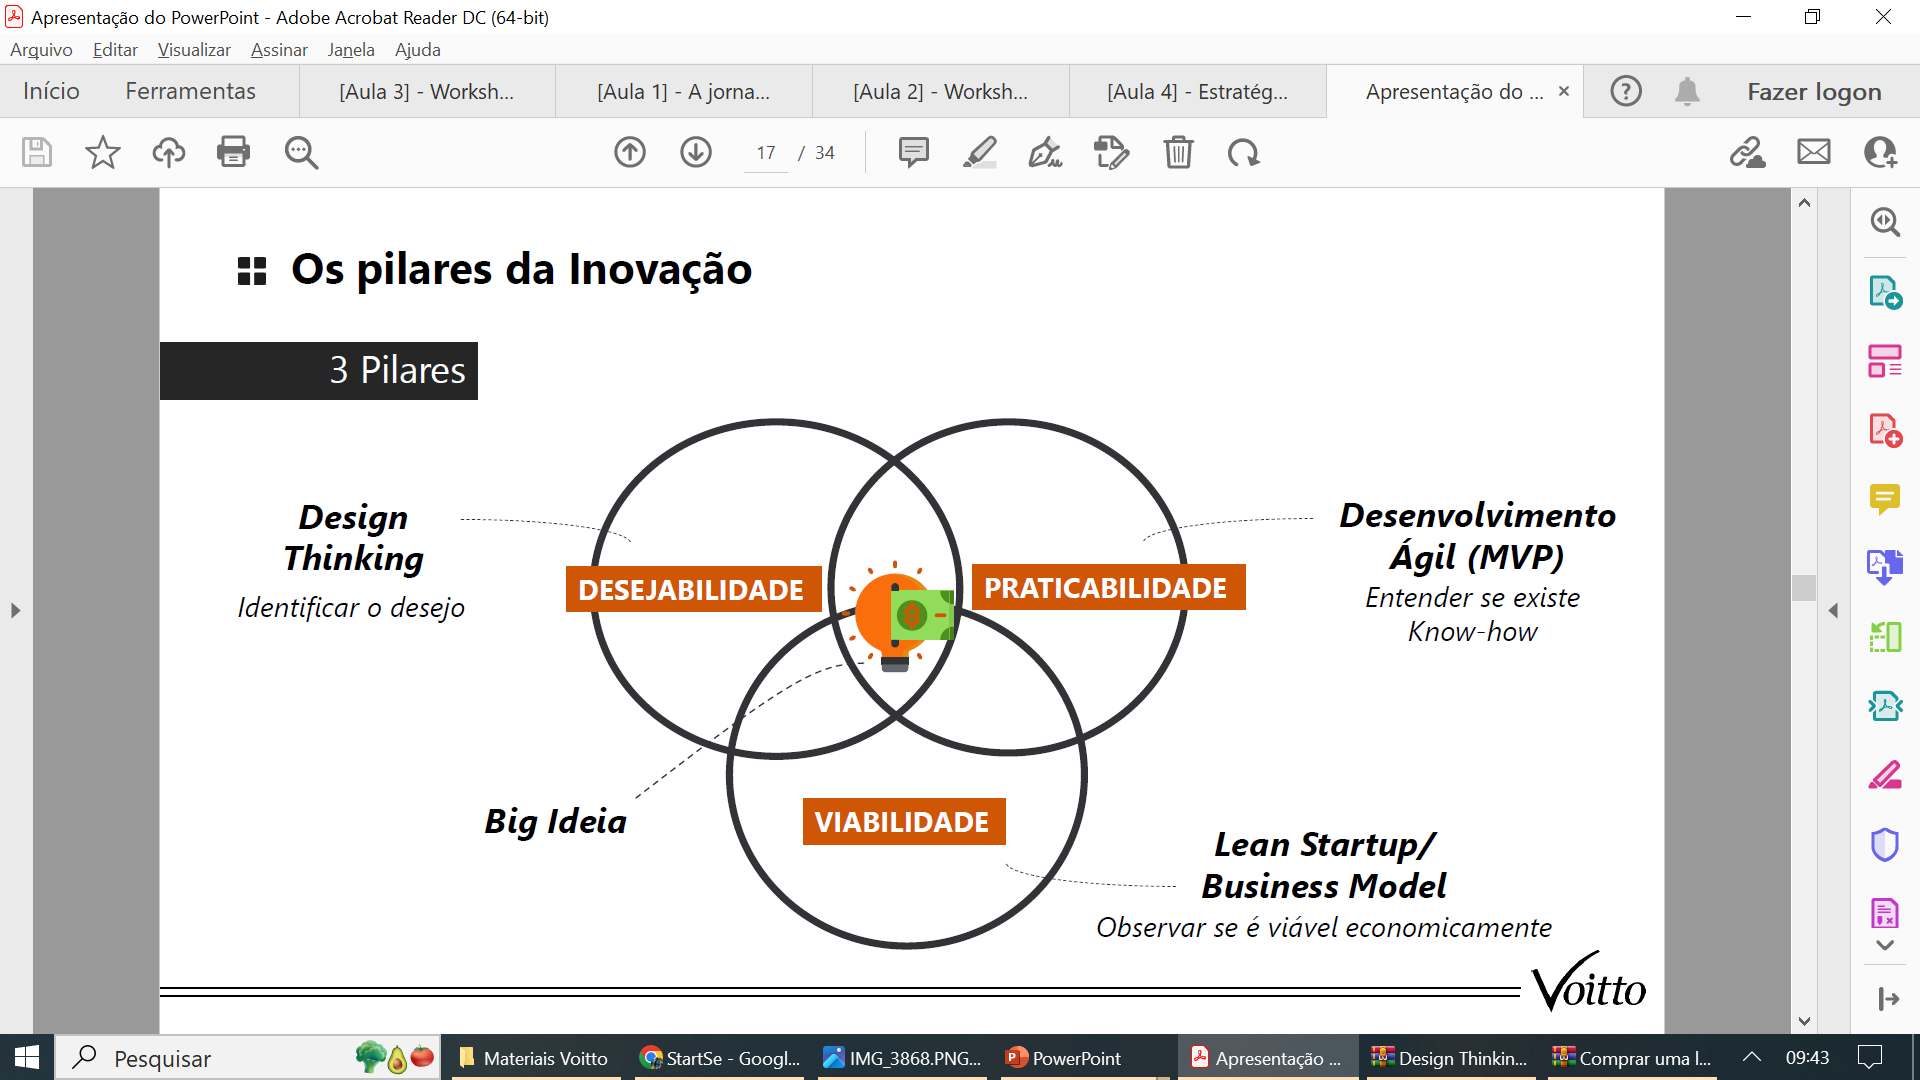 Apresentação do PowerPoint - Adobe Acrobat Reader DC (64-bit)
Arquivo Editar Visualizar Assinar Janela Ajuda
Início Ferramentas [Aula 3] - Worksh... [Aula 1] - A jorna... [Aula 2] - Worksh... [Aula 4] - Estratég... Apresentação do ... Fazer logon
17 / 34
Os pilares da Inovação
3 Pilares
Design
Thinking
Identificar o desejo
DESEJABILIDADE
PRATICABILIDADE
Desenvolvimento
Ágil (MVP)
Entender se existe
Know-how
Big Ideia
VIABILIDADE
Lean Startup/
Business Model
Observar se é viável economicamente
Voitto
Pesquisar Materiais Voitto StartSe - Googl... IMG_3868.PNG... PowerPoint Apresentação ... Design Thinkin... Comprar uma l... 09:43